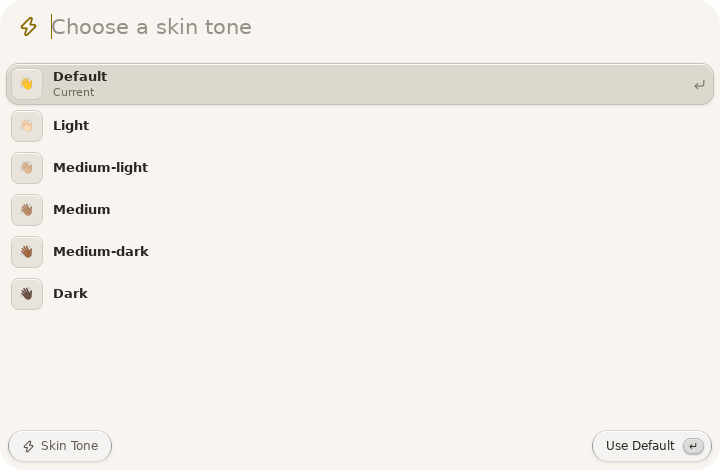 Choose a skin tone
Default
Current
Light
Medium-light
Medium
Medium-dark
Dark
Skin Tone
Use Default